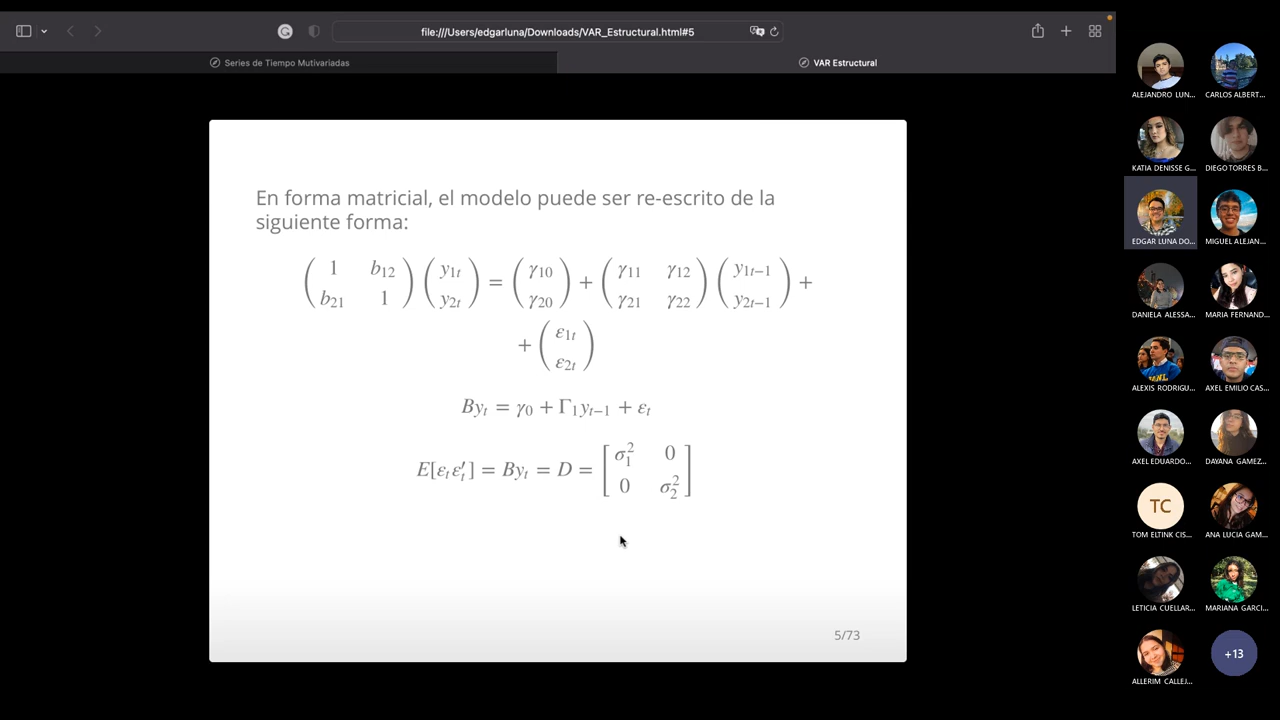 file:///Users/edgarluna/Downloads/VAR_Estructural.html#5
Series de Tiempo Mutivariadas
VAR Estructural
En forma matricial, el modelo puede ser re-escrito de la
siguiente forma:
( 1 b₁₂ ; b₂₁ 1 ) ( y₁ₜ ; y₂ₜ ) = ( γ₁₀ ; γ₂₀ ) + ( γ₁₁ γ₁₂ ; γ₂₁ γ₂₂ ) ( y₁ₜ₋₁ ; y₂ₜ₋₁ ) +
+ ( ε₁ₜ ; ε₂ₜ )
Byₜ = γ₀ + Γ₁yₜ₋₁ + εₜ
E[εₜε′ₜ] = Byₜ = D = [ σ₁² 0 ; 0 σ₂² ]
5/73
ALEJANDRO LUN...
CARLOS ALBERT...
KATIA DENISSE G...
DIEGO TORRES B...
EDGAR LUNA DO...
MIGUEL ALEJAN...
DANIELA ALESSA...
MARIA FERNAND...
ALEXIS RODRIGU...
AXEL EMILIO CAS...
AXEL EDUARDO...
DAYANA GAMEZ...
TC
TOM ELTINK CIS...
ANA LUCIA GAM...
LETICIA CUELLAR...
MARIANA GARCI...
ALLERIM CALLEJ...
+13